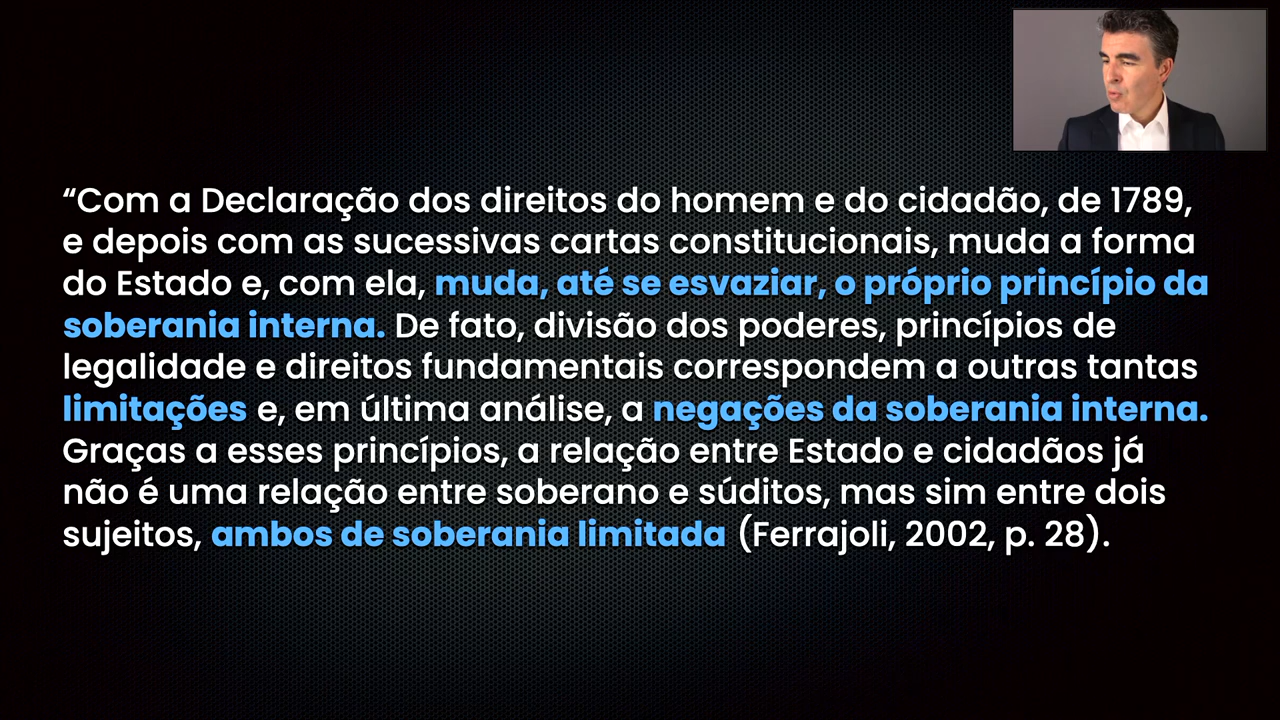 “Com a Declaração dos direitos do homem e do cidadão, de 1789,
e depois com as sucessivas cartas constitucionais, muda a forma
do Estado e, com ela, muda, até se esvaziar, o próprio princípio da
soberania interna. De fato, divisão dos poderes, princípios de
legalidade e direitos fundamentais correspondem a outras tantas
limitações e, em última análise, a negações da soberania interna.
Graças a esses princípios, a relação entre Estado e cidadãos já
não é uma relação entre soberano e súditos, mas sim entre dois
sujeitos, ambos de soberania limitada (Ferrajoli, 2002, p. 28).